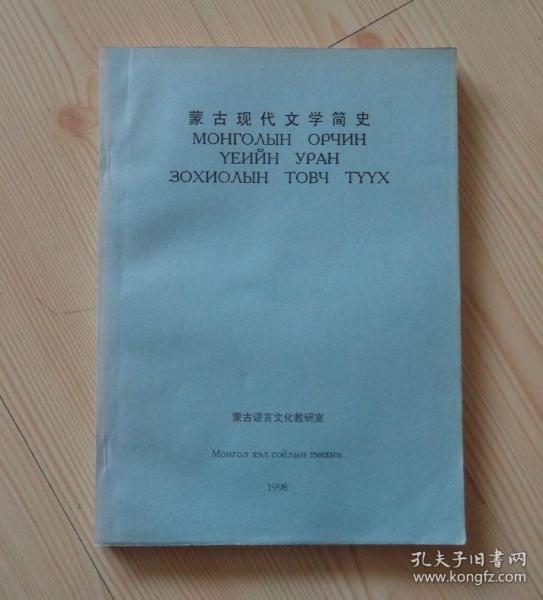 蒙古现代文学简史
МОНГОЛЫН ОРЧИН
ҮЕИЙН УРАН
ЗОХИОЛЫН ТОВЧ ТҮҮХ
蒙古语言文化教研室
Монгол хэл соёлын тэнхим
1998
孔夫子旧书网
www.kongfz.com